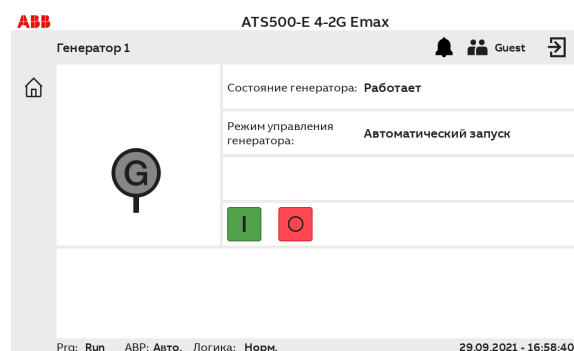 ABB
ATS500-E 4-2G Emax
Генератор 1
Guest
Состояние генератора: Работает
Режим управления
генератора:
Автоматический запуск
G
I
O
Prg: Run АВР: Авто. Логика: Норм. 29.09.2021 - 16:58:40